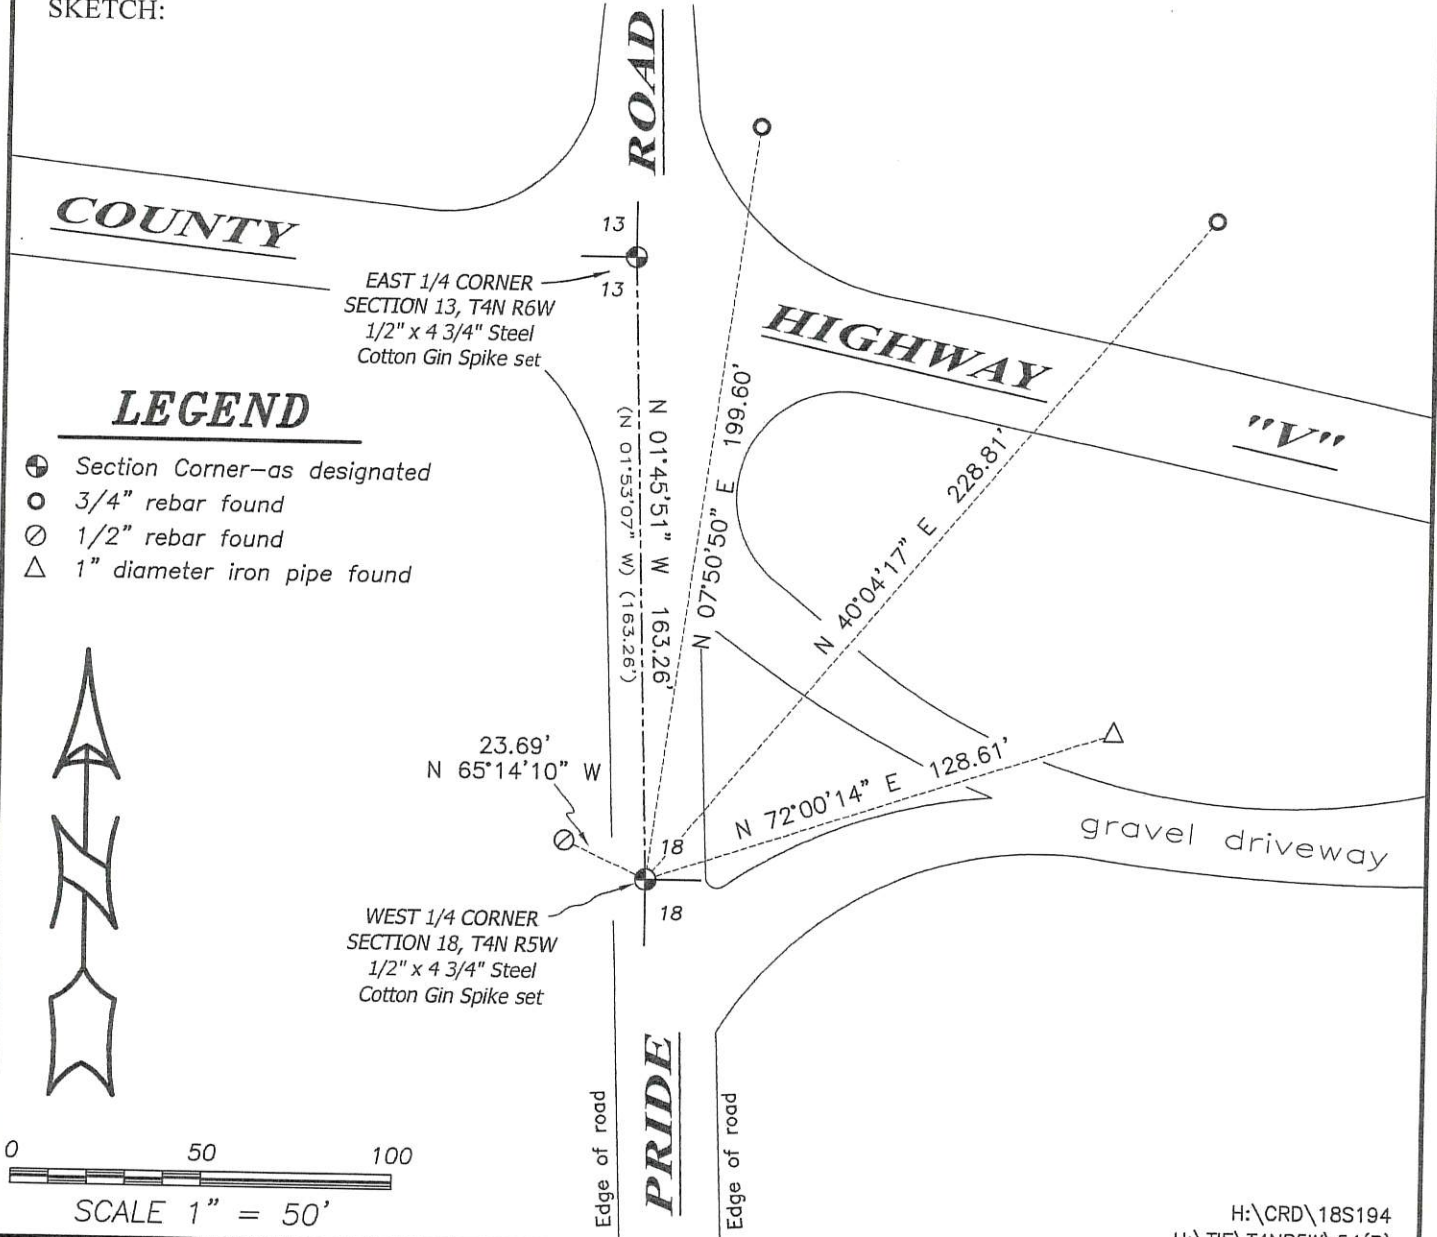 SKETCH:
ROAD
COUNTY
13
13
EAST 1/4 CORNER
SECTION 13, T4N R6W
1/2" x 4 3/4" Steel
Cotton Gin Spike set
HIGHWAY
"V"
LEGEND
Section Corner-as designated
3/4" rebar found
1/2" rebar found
1" diameter iron pipe found
N 01°45'51" W 163.26'
(N 01°53'07" W) (163.26')
N 07°50'50" E 199.60'
N 40°04'17" E 228.81'
N 72°00'14" E 128.61'
23.69'
N 65°14'10" W
18
18
gravel driveway
WEST 1/4 CORNER
SECTION 18, T4N R5W
1/2" x 4 3/4" Steel
Cotton Gin Spike set
N
PRIDE
Edge of road
Edge of road
0 50 100
SCALE 1" = 50'
H:\CRD\18S194